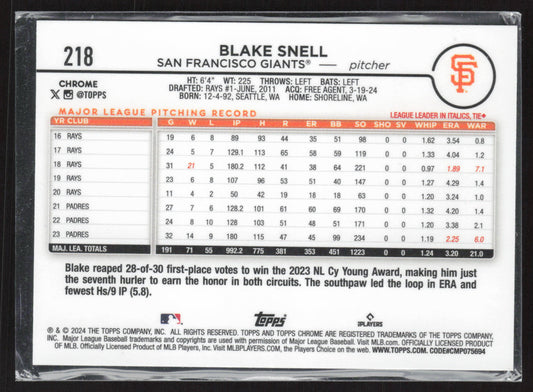 218
BLAKE SNELL
SAN FRANCISCO GIANTS® — pitcher
SF
CHROME
@TOPPS
HT: 6'4" WT: 225 THROWS: LEFT BATS: LEFT
DRAFTED: RAYS #1-JUNE, 2011 ACQ: FREE AGENT, 3-19-24
BORN: 12-4-92, SEATTLE, WA HOME: SHORELINE, WA
MAJOR LEAGUE PITCHING RECORD LEAGUE LEADER IN ITALICS, TIE♦
YR CLUB G W L IP H R ER BB SO SHO SV WHIP ERA WAR
16 RAYS 19 6 8 89 93 44 35 51 98 0 0 1.62 3.54 0.8
17 RAYS 24 5 7 129.1 113 65 58 59 119 0 0 1.33 4.04 1.2
18 RAYS 31 21 5 180.2 112 41 38 64 221 0 0 0.97 1.89 7.1
19 RAYS 23 6 8 107 96 53 51 40 147 0 0 1.27 4.29 1.4
20 RAYS 11 4 2 50 42 19 18 18 63 0 0 1.20 3.24 1.4
21 PADRES 27 7 6 128.2 101 60 60 69 170 0 0 1.32 4.20 1.4
22 PADRES 24 8 10 128 103 51 48 51 171 0 0 1.20 3.38 2.1
23 PADRES 32 14 9 180 115 47 45 99 234 0 0 1.19 2.25 6.0
MAJ. LEA. TOTALS 191 71 55 992.2 775 381 353 451 1223 0 0 1.24 3.20 21.0
Blake reaped 28-of-30 first-place votes to win the 2023 NL Cy Young Award, making him just
the seventh hurler to earn the honor in both circuits. The southpaw led the loop in ERA and
fewest Hs/9 IP (5.8).
Topps
PLAYERS
® & © 2024 THE TOPPS COMPANY, INC. ALL RIGHTS RESERVED. TOPPS AND TOPPS CHROME ARE REGISTERED TRADEMARKS OF THE TOPPS COMPANY,
INC. Major League Baseball trademarks and copyrights are used with permission of Major League Baseball. Visit MLB.com. OFFICIALLY LICENSED PRODUCT
OF MLB. Officially Licensed Product of MLB Players, Inc. Visit MLBPLAYERS.com, the Players Choice on the web. WWW.TOPPS.COM. CODE#CMP075694